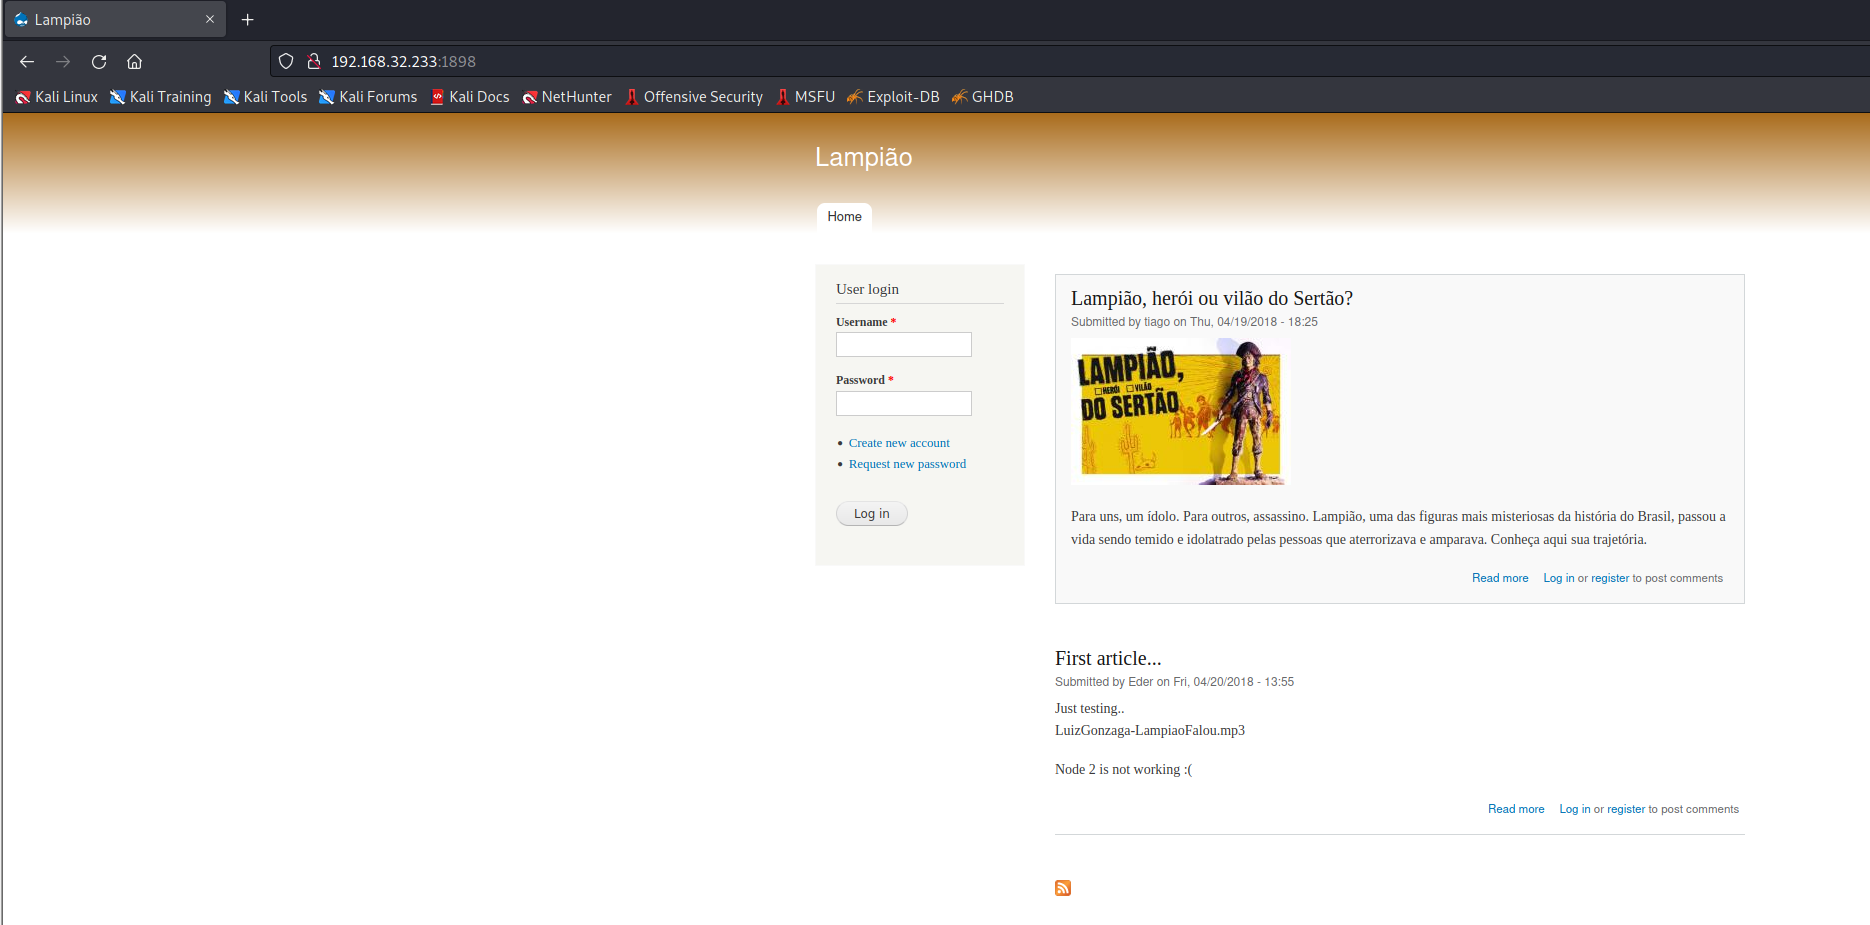 Lampião
192.168.32.233:1898
Kali Linux Kali Training Kali Tools Kali Forums Kali Docs NetHunter Offensive Security MSFU Exploit-DB GHDB
Lampião
Home
User login
Username *
Password *
Create new account
Request new password
Log in
Lampião, herói ou vilão do Sertão?
Submitted by tiago on Thu, 04/19/2018 - 18:25
LAMPIÃO,
HERÓI VILÃO
DO SERTÃO
Para uns, um ídolo. Para outros, assassino. Lampião, uma das figuras mais misteriosas da história do Brasil, passou a
vida sendo temido e idolatrado pelas pessoas que aterrorizava e amparava. Conheça aqui sua trajetória.
Read more Log in or register to post comments
First article...
Submitted by Eder on Fri, 04/20/2018 - 13:55
Just testing..
LuizGonzaga-LampiaoFalou.mp3
Node 2 is not working :(
Read more Log in or register to post comments